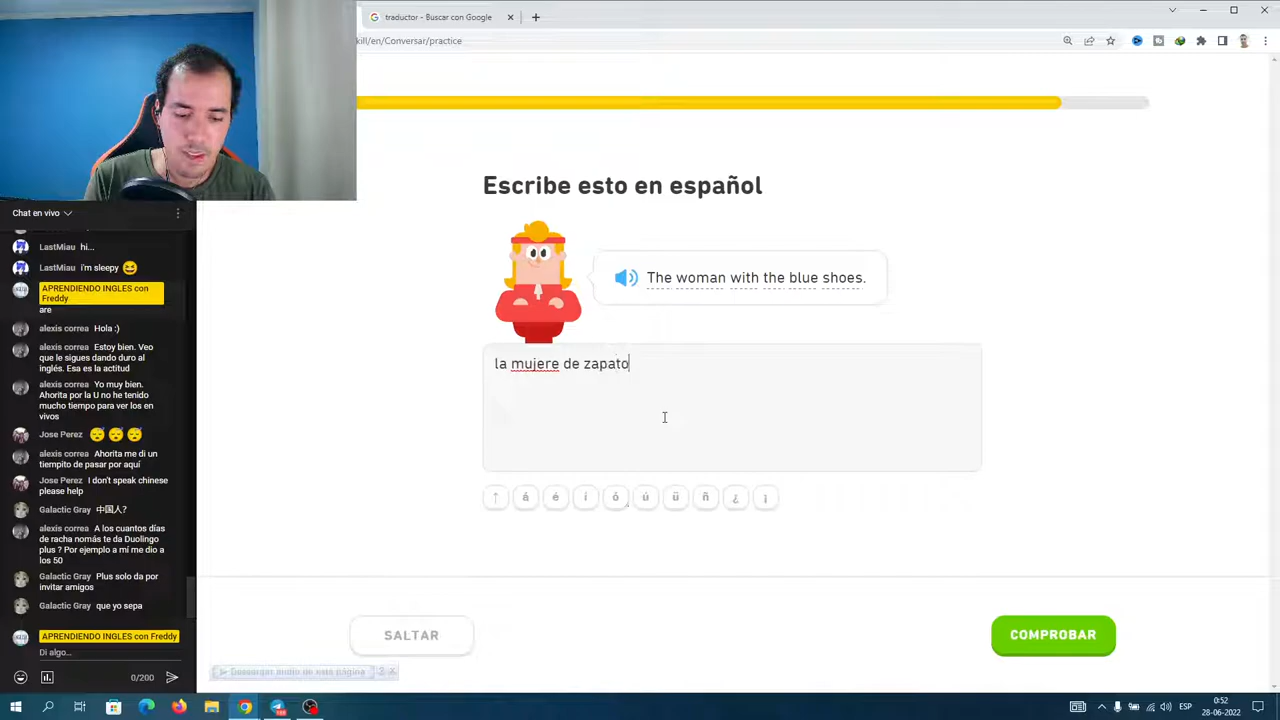 traductor - Buscar con Google
kill/en/Conversar/practice
Chat en vivo
LastMiau hi...
LastMiau i'm sleepy 😆
APRENDIENDO INGLES con
Freddy
are
alexis correa Hola :)
alexis correa Estoy bien. Veo
que le sigues dando duro al
inglés. Esa es la actitud
alexis correa Yo muy bien.
Ahorita por la U no he tenido
mucho tiempo para ver los en
vivos
Jose Perez 😴 😴 😴
alexis correa Ahorita me di un
tiempito de pasar por aquí
Jose Perez I don't speak chinese
please help
Galactic Gray 中国人?
alexis correa A los cuantos días
de racha nomás te da Duolingo
plus ? Por ejemplo a mí me dio a
los 50
Galactic Gray Plus solo da por
invitar amigos
Galactic Gray que yo sepa
APRENDIENDO INGLES con Freddy
Di algo...
0/200
Escribe esto en español
The woman with the blue shoes.
la mujere de zapato
↑ á é í ó ú ü ñ ¿ ¡
SALTAR
COMPROBAR
Descargar audio de esta página ? X
ESP
0:52
28-06-2022